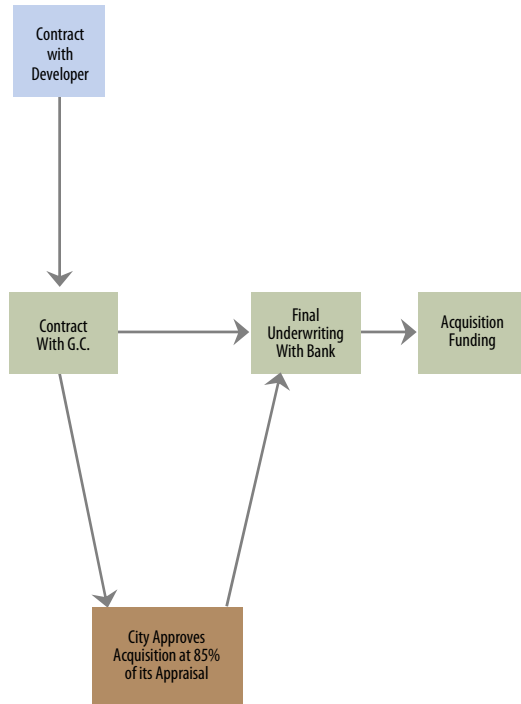 Contract
with
Developer
Contract
With G.C.
Final
Underwriting
With Bank
Acquisition
Funding
City Approves
Acquisition at 85%
of its Appraisal